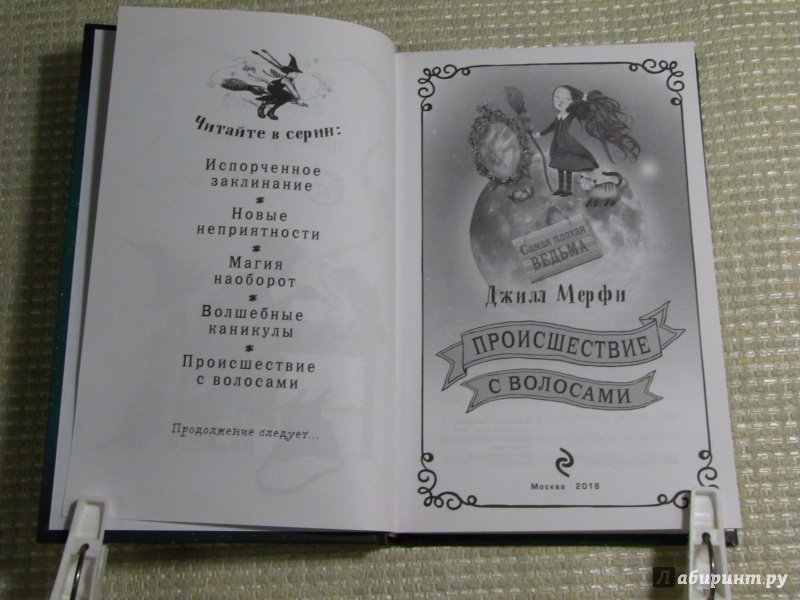 Читайте в серии:
Испорченное
заклинание
*
Новые
неприятности
*
Магия
наоборот
*
Волшебные
каникулы
*
Происшествие
с волосами
Продолжение следует...
Самая плохая
ВЕДЬМА
Джилл Мерфи
ПРОИСШЕСТВИЕ
С ВОЛОСАМИ
Москва 2016
Лабиринт.ру